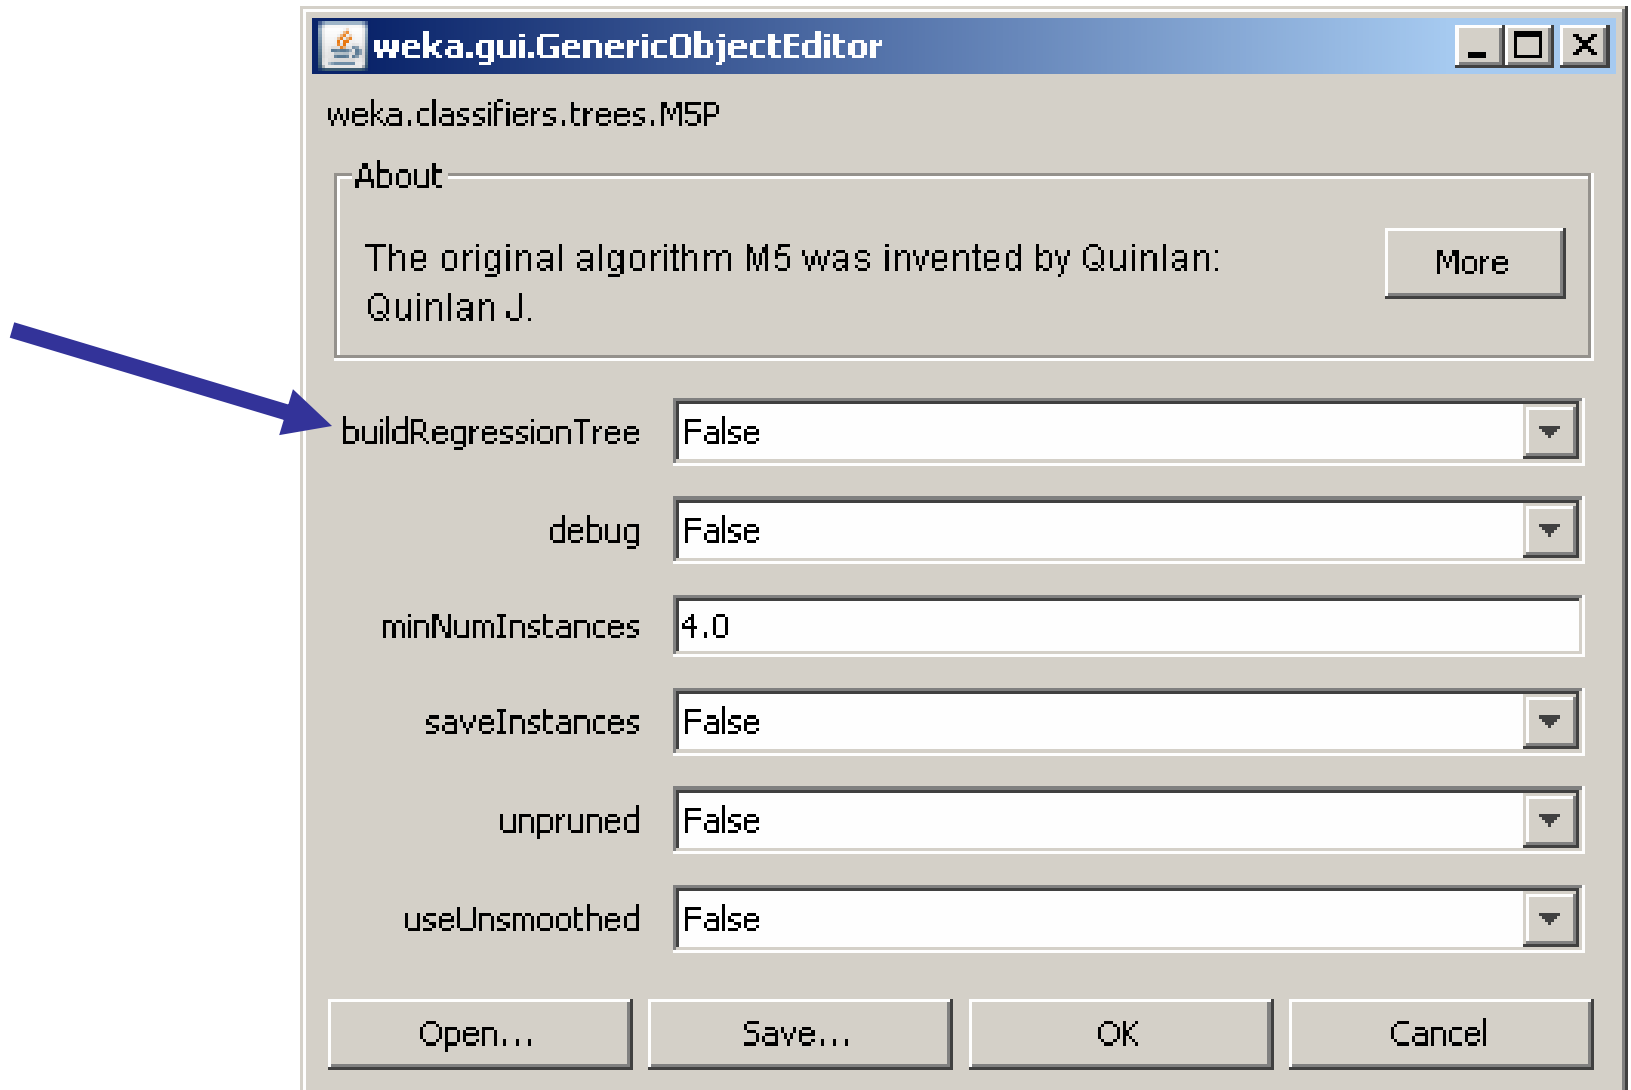 weka.gui.GenericObjectEditor
weka.classifiers.trees.M5P
About
The original algorithm M5 was invented by Quinlan:
Quinlan J.
More
buildRegressionTree False
debug False
minNumInstances 4.0
saveInstances False
unpruned False
useUnsmoothed False
Open... Save... OK Cancel